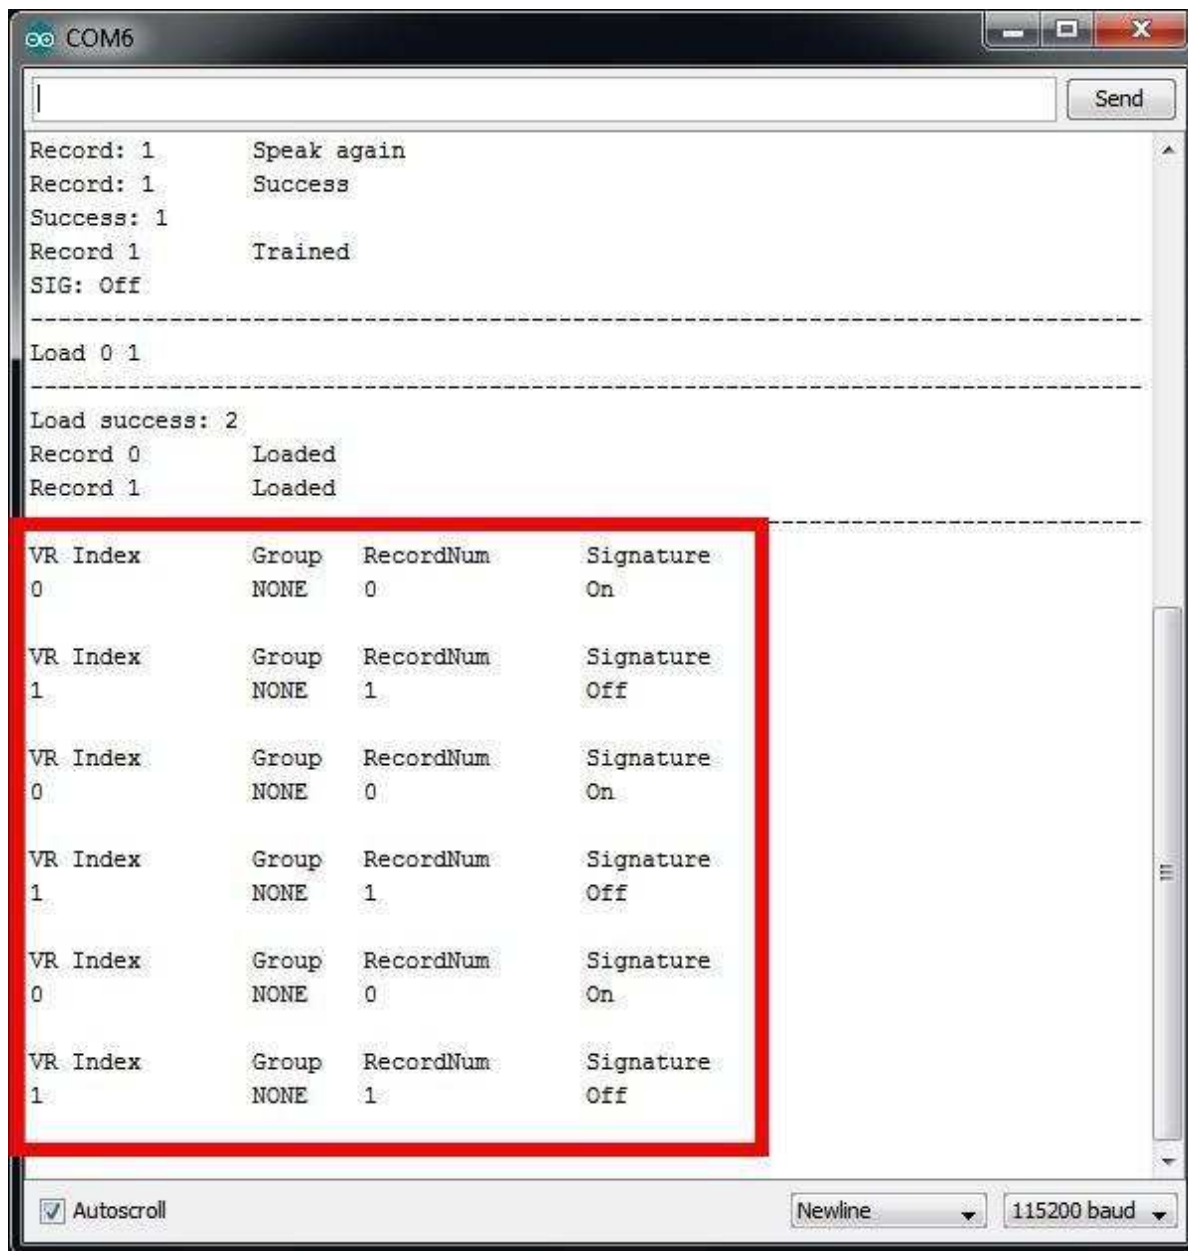 COM6
Send
Record: 1 Speak again
Record: 1 Success
Success: 1
Record 1 Trained
SIG: Off
--------------------------------------------------------------------------------
Load 0 1
--------------------------------------------------------------------------------
Load success: 2
Record 0 Loaded
Record 1 Loaded
--------------------------------------------------------------------------------
VR Index Group RecordNum Signature
0 NONE 0 On
VR Index Group RecordNum Signature
1 NONE 1 Off
VR Index Group RecordNum Signature
0 NONE 0 On
VR Index Group RecordNum Signature
1 NONE 1 Off
VR Index Group RecordNum Signature
0 NONE 0 On
VR Index Group RecordNum Signature
1 NONE 1 Off
Autoscroll Newline 115200 baud